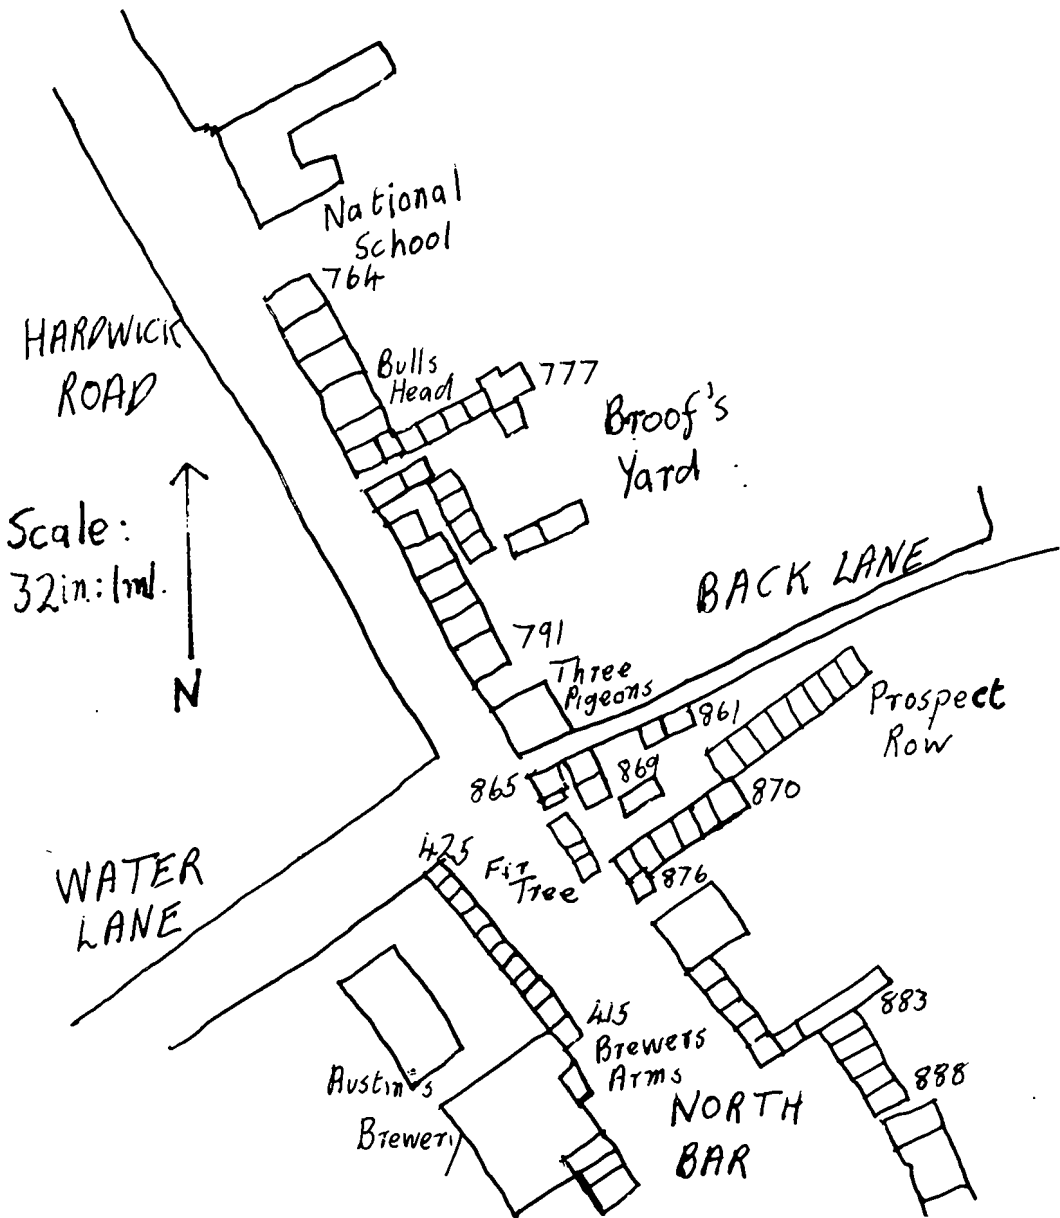 National
School
764
HARDWICK
ROAD
Bulls
Head
777
Broof's
Yard
Scale:
32in.:1ml.
N
BACK LANE
791
Three
Pigeons
861
Prospect
Row
865
869
870
425
Fir
Tree
876
WATER
LANE
883
415
Brewers
Arms
888
Austin's
Brewery
NORTH
BAR